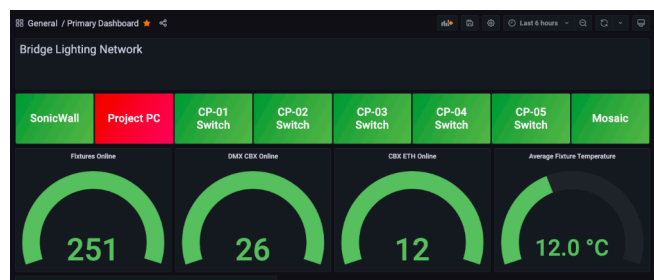 General / Primary Dashboard
Last 6 hours
Bridge Lighting Network
SonicWall
Project PC
CP-01
Switch
CP-02
Switch
CP-03
Switch
CP-04
Switch
CP-05
Switch
Mosaic
Fixtures Online
DMX CBX Online
CBX ETH Online
Average Fixture Temperature
251
26
12
12.0 °C